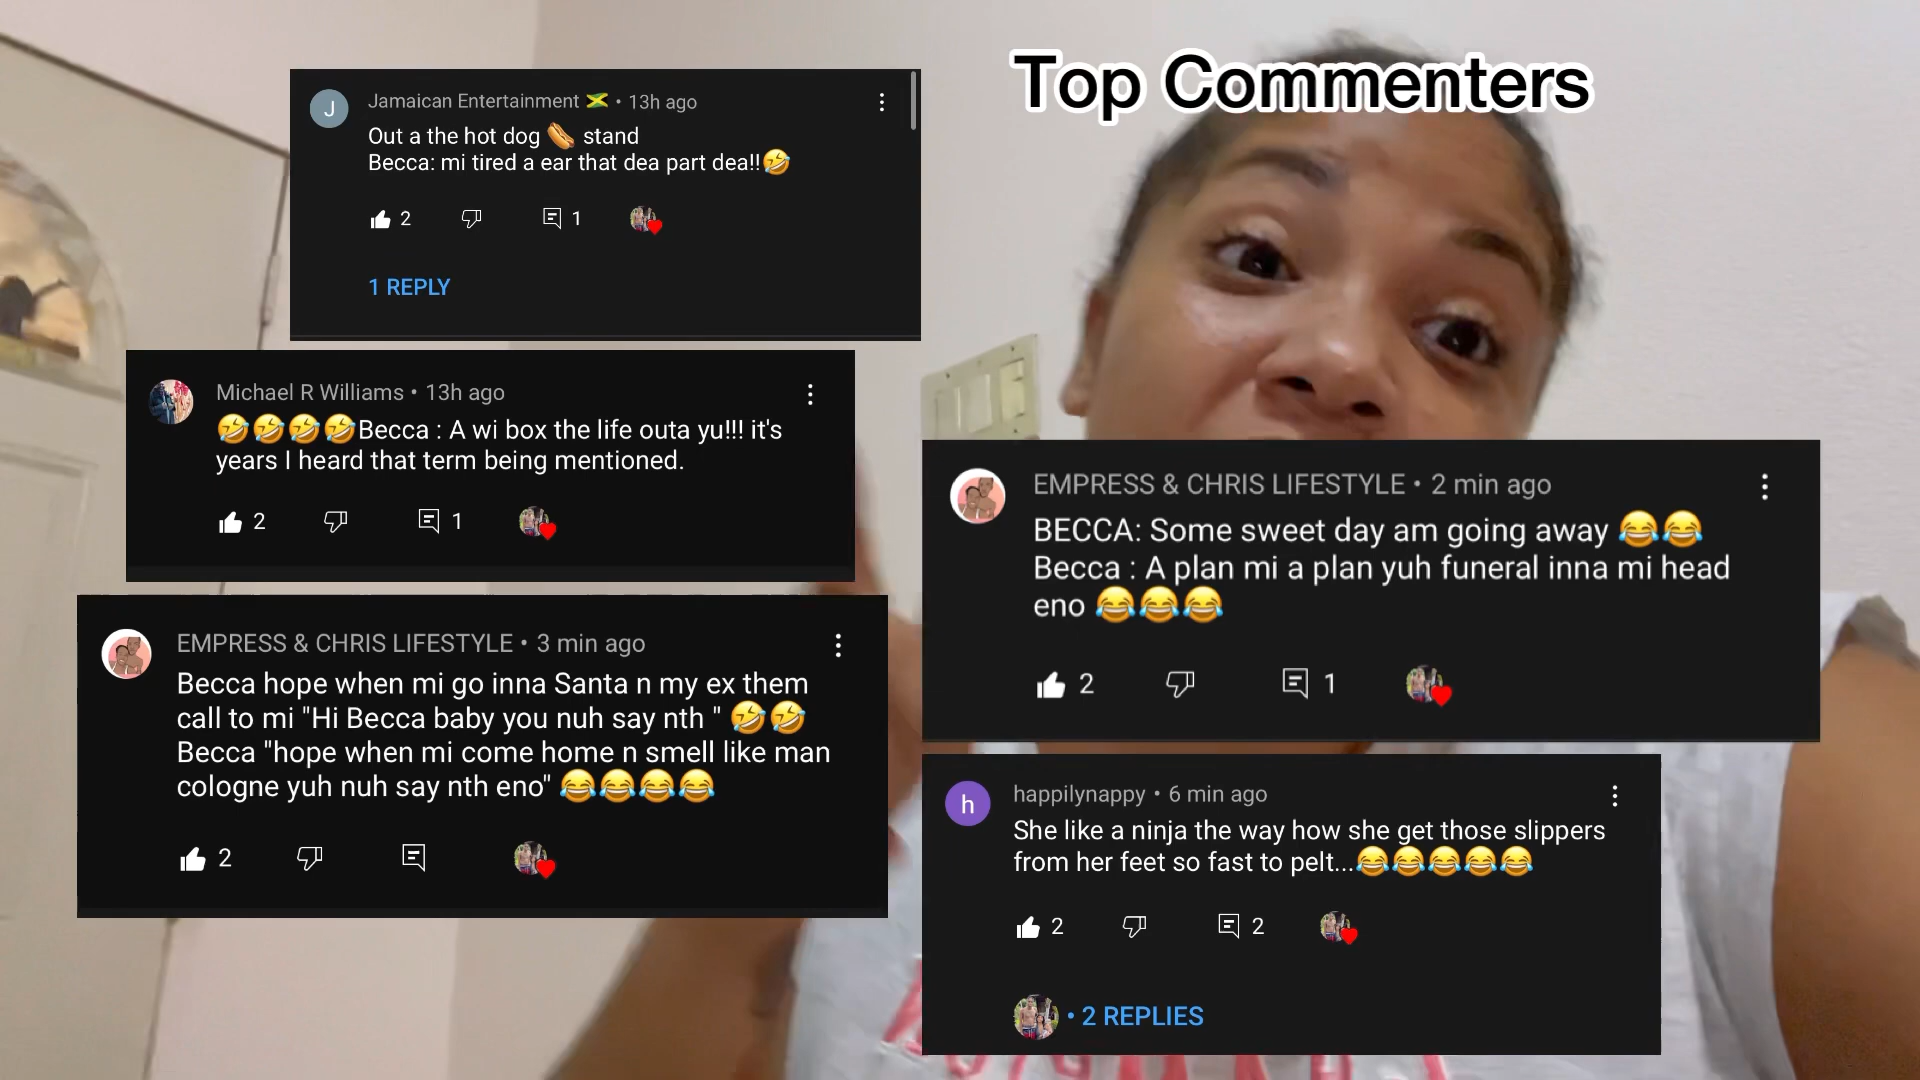 Top Commenters
J
Jamaican Entertainment 🇯🇲 • 13h ago
Out a the hot dog 🌭 stand
Becca: mi tired a ear that dea part dea!!🤣
2 1
1 REPLY
Michael R Williams • 13h ago
🤣🤣🤣🤣Becca : A wi box the life outa yu!!! it's
years I heard that term being mentioned.
2 1
EMPRESS & CHRIS LIFESTYLE • 3 min ago
Becca hope when mi go inna Santa n my ex them
call to mi "Hi Becca baby you nuh say nth " 🤣🤣
Becca "hope when mi come home n smell like man
cologne yuh nuh say nth eno" 😂😂😂😂
2
EMPRESS & CHRIS LIFESTYLE • 2 min ago
BECCA: Some sweet day am going away 😂😂
Becca : A plan mi a plan yuh funeral inna mi head
eno 😂😂😂
2 1
h
happilynappy • 6 min ago
She like a ninja the way how she get those slippers
from her feet so fast to pelt...😂😂😂😂😂
2 2
• 2 REPLIES